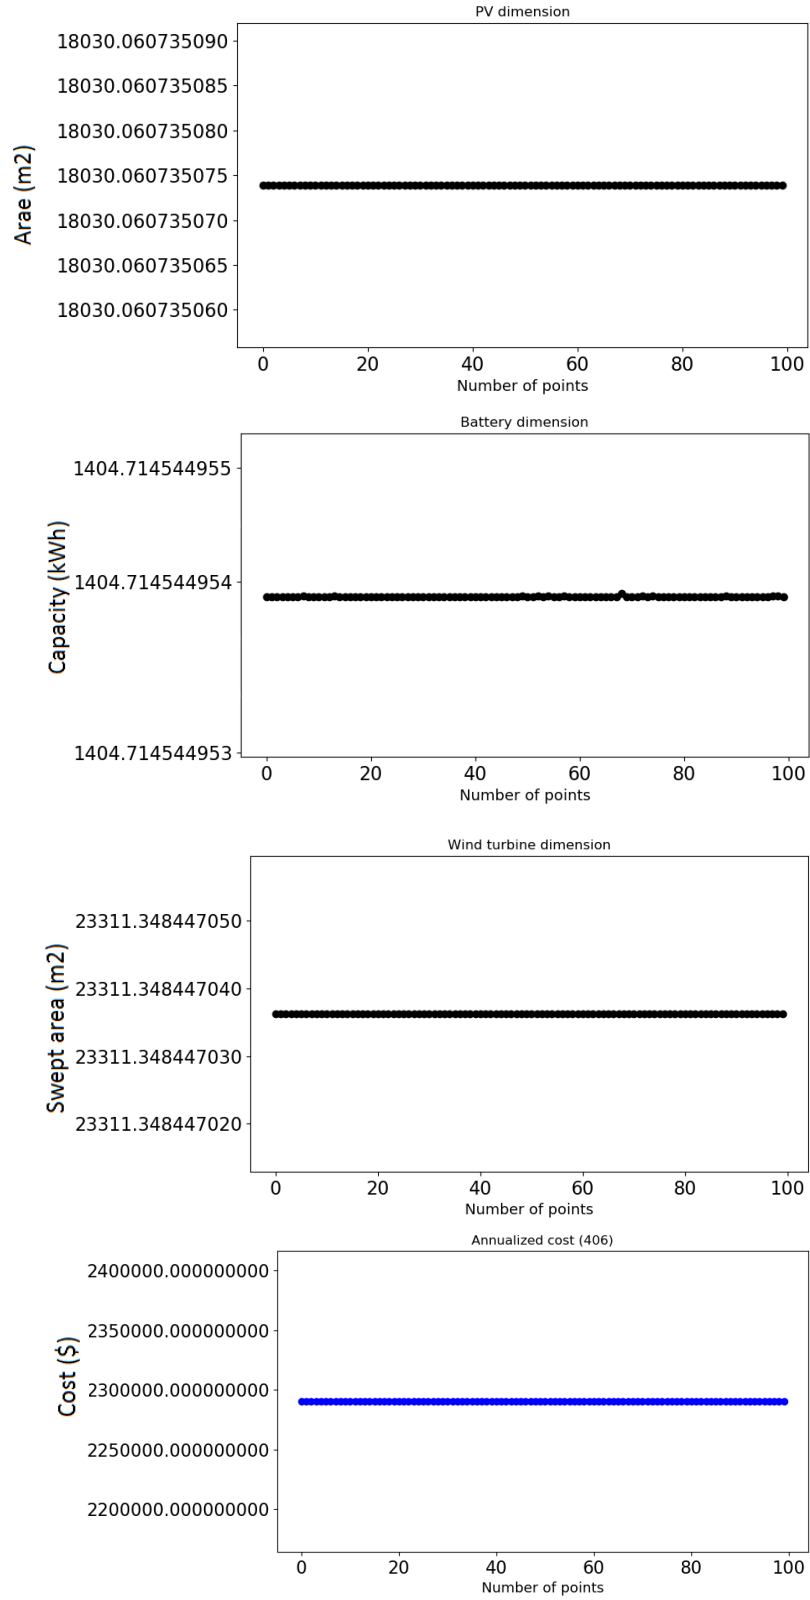 PV dimension
18030.060735090
18030.060735085
18030.060735080
18030.060735075
18030.060735070
18030.060735065
18030.060735060
Arae (m2)
0 20 40 60 80 100
Number of points
Battery dimension
1404.714544955
1404.714544954
1404.714544953
Capacity (kWh)
0 20 40 60 80 100
Number of points
Wind turbine dimension
23311.348447050
23311.348447040
23311.348447030
23311.348447020
Swept area (m2)
0 20 40 60 80 100
Number of points
Annualized cost (406)
2400000.000000000
2350000.000000000
2300000.000000000
2250000.000000000
2200000.000000000
Cost ($)
0 20 40 60 80 100
Number of points